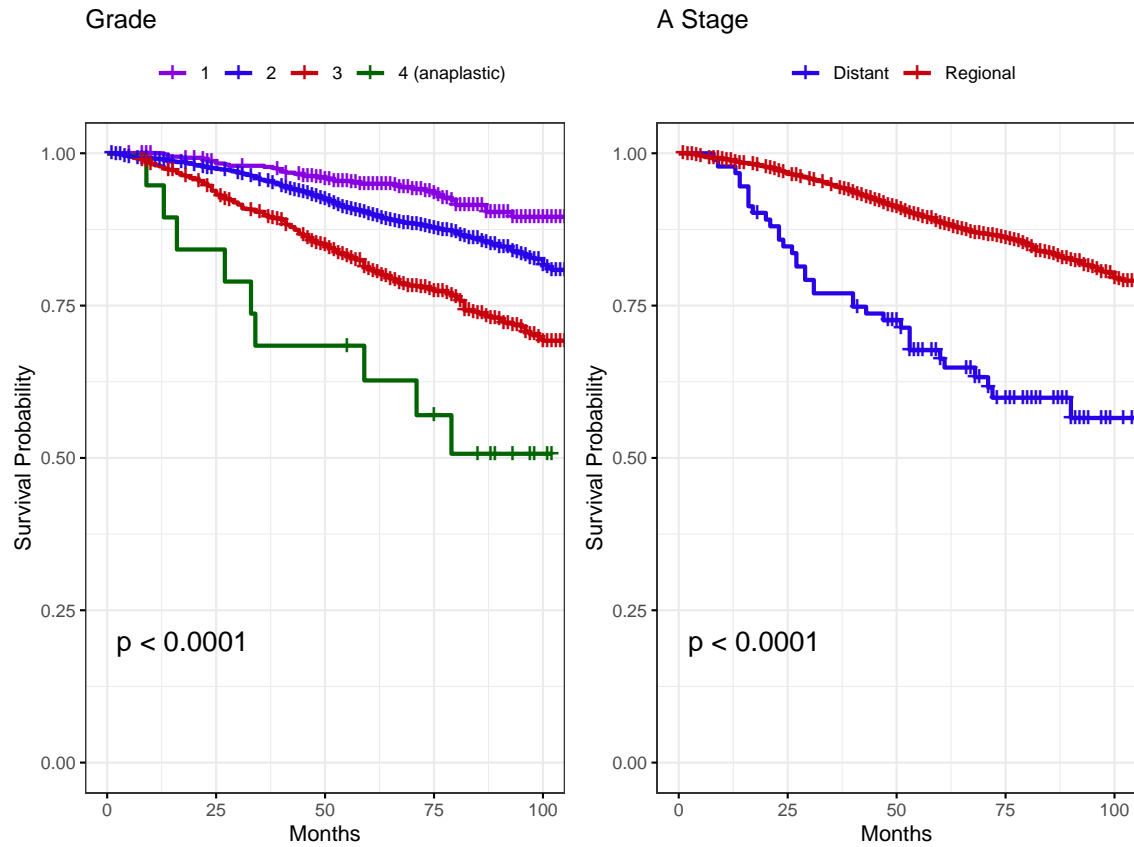 Grade
1 2 3 4 (anaplastic)
Survival Probability
1.00
0.75
0.50
0.25
0.00
p < 0.0001
0 25 50 75 100
Months
A Stage
Distant Regional
Survival Probability
1.00
0.75
0.50
0.25
0.00
p < 0.0001
0 25 50 75 100
Months